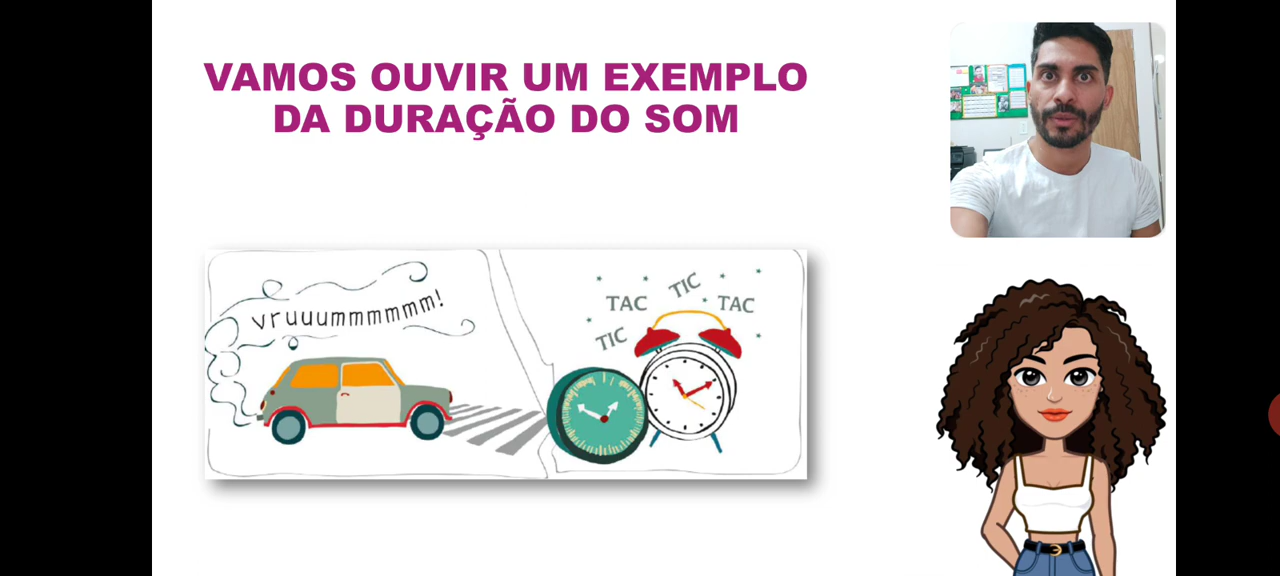 VAMOS OUVIR UM EXEMPLO
DA DURAÇÃO DO SOM
vruuummmmmm!
TIC
TAC
TIC
TAC